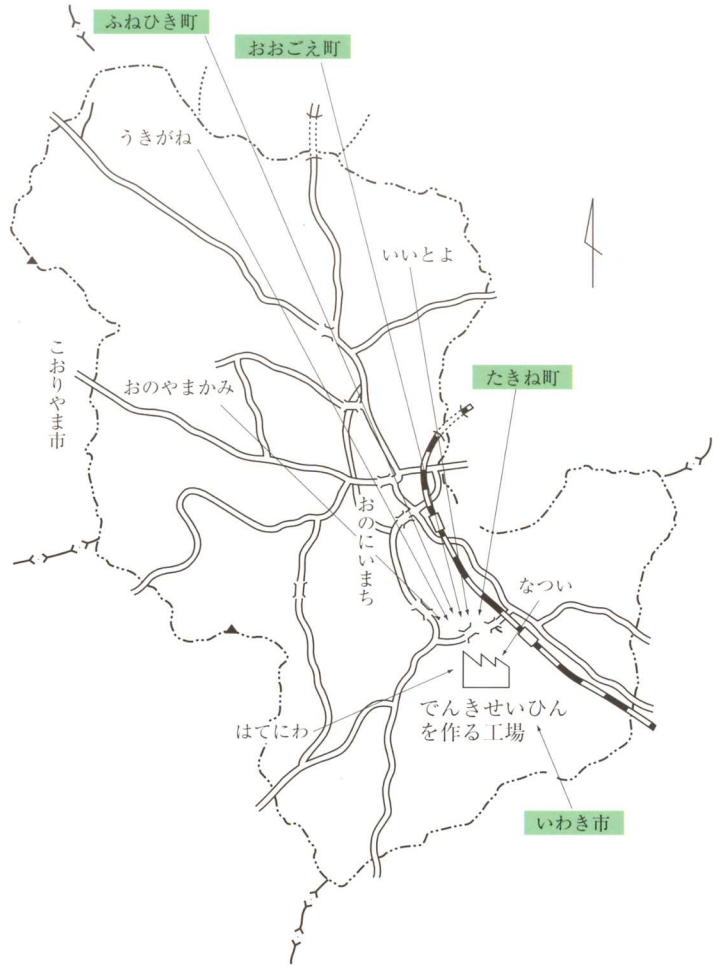 ふねひき町
おおごえ町
うきがね
いいとよ
こおりやま市
おのやまかみ
たきね町
おのにいまち
なつい
でんきせいひん
を作る工場
はてにわ
いわき市